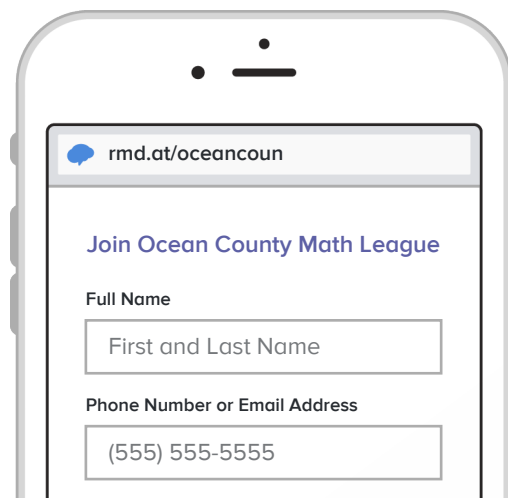 rmd.at/oceancoun
Join Ocean County Math League
Full Name
First and Last Name
Phone Number or Email Address
(555) 555-5555